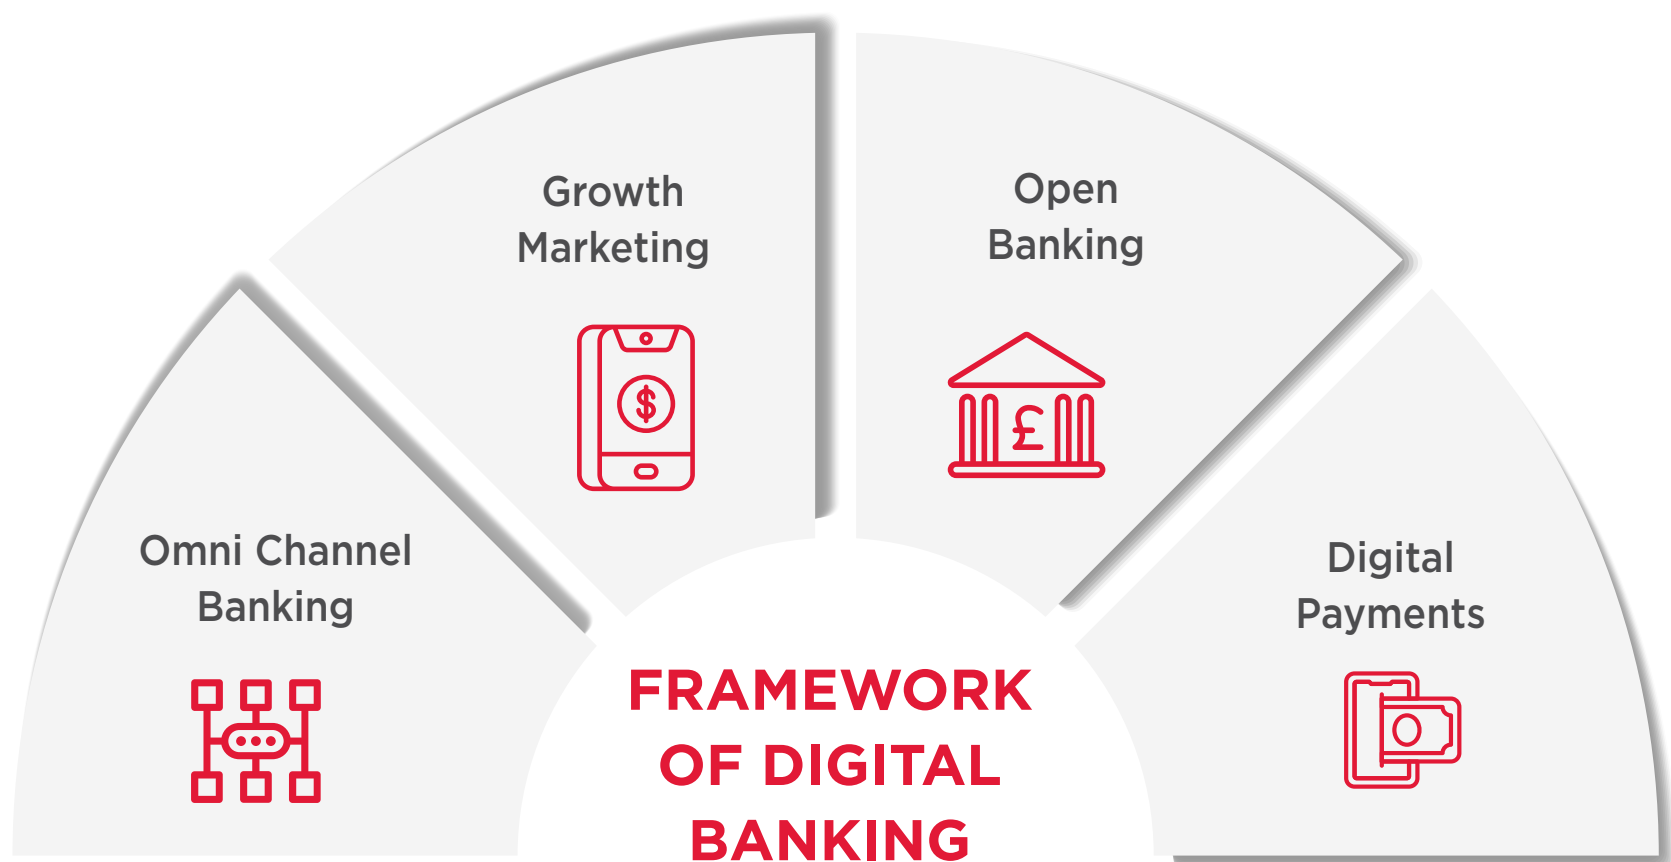 Growth
Marketing
Open
Banking
$
£
Omni Channel
Banking
Digital
Payments
FRAMEWORK
OF DIGITAL
BANKING